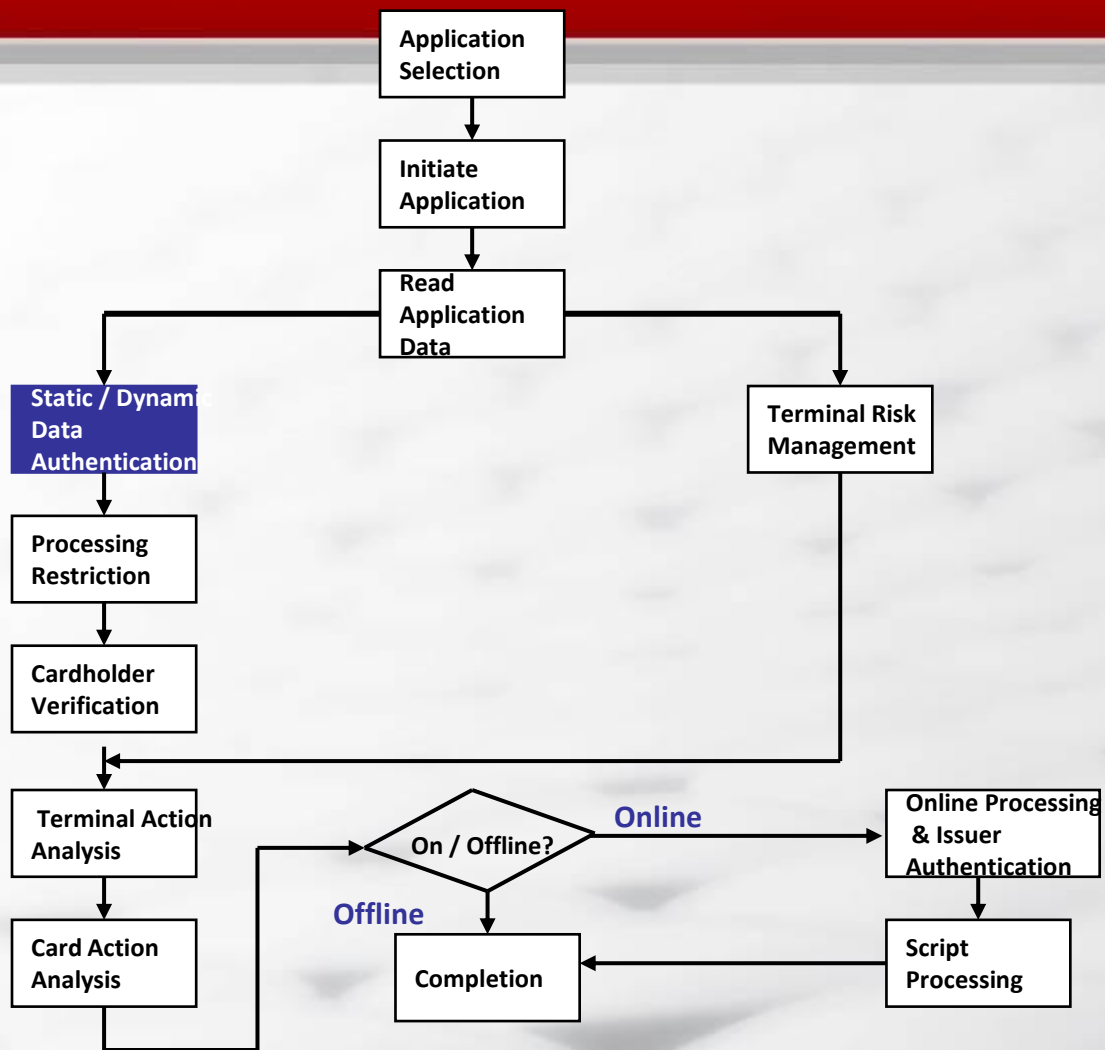 Application
Selection
Initiate
Application
Read
Application
Data
Static / Dynamic
Data
Authentication
Terminal Risk
Management
Processing
Restriction
Cardholder
Verification
Terminal Action
Analysis
On / Offline?
Online
Online Processing
& Issuer
Authentication
Offline
Card Action
Analysis
Completion
Script
Processing